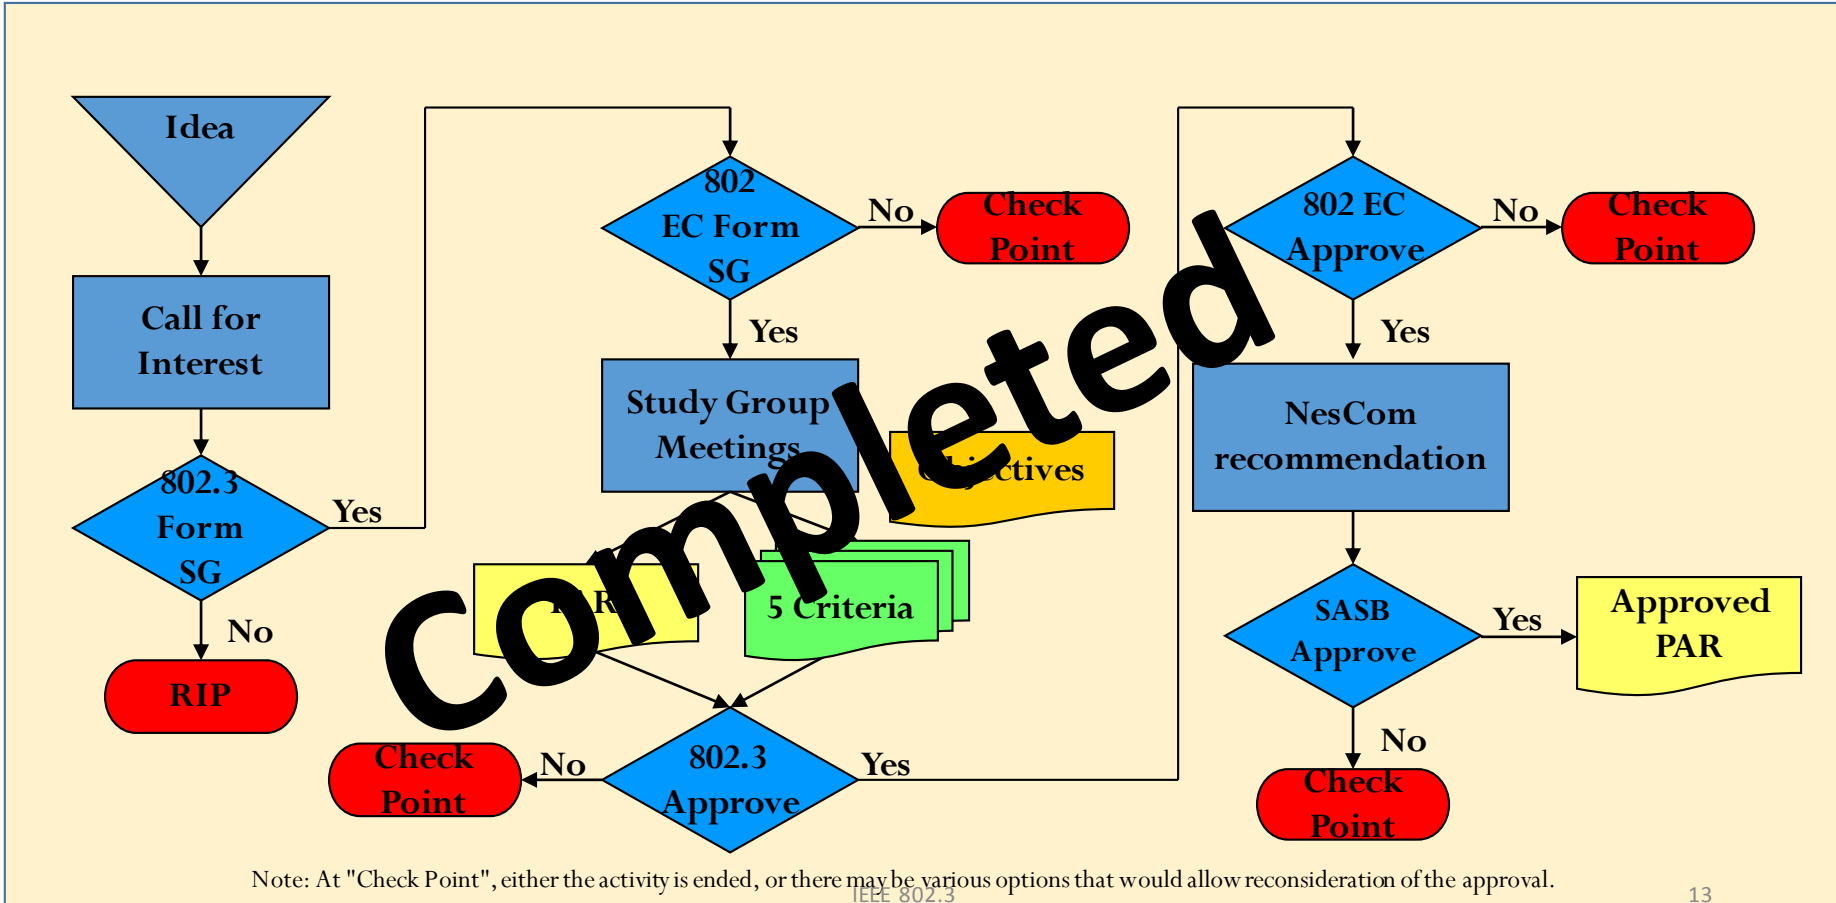 Idea
Call for
Interest
802.3
Form
SG
Yes
No
RIP
802
EC Form
SG
No
Check
Point
Yes
Study Group
Meetings
Objectives
PAR
5 Criteria
802.3
Approve
No
Check
Point
Yes
802 EC
Approve
No
Check
Point
Yes
NesCom
recommendation
SASB
Approve
Yes
Approved
PAR
No
Check
Point
Completed
Note: At "Check Point", either the activity is ended, or there may be various options that would allow reconsideration of the approval.
IEEE 802.3
13